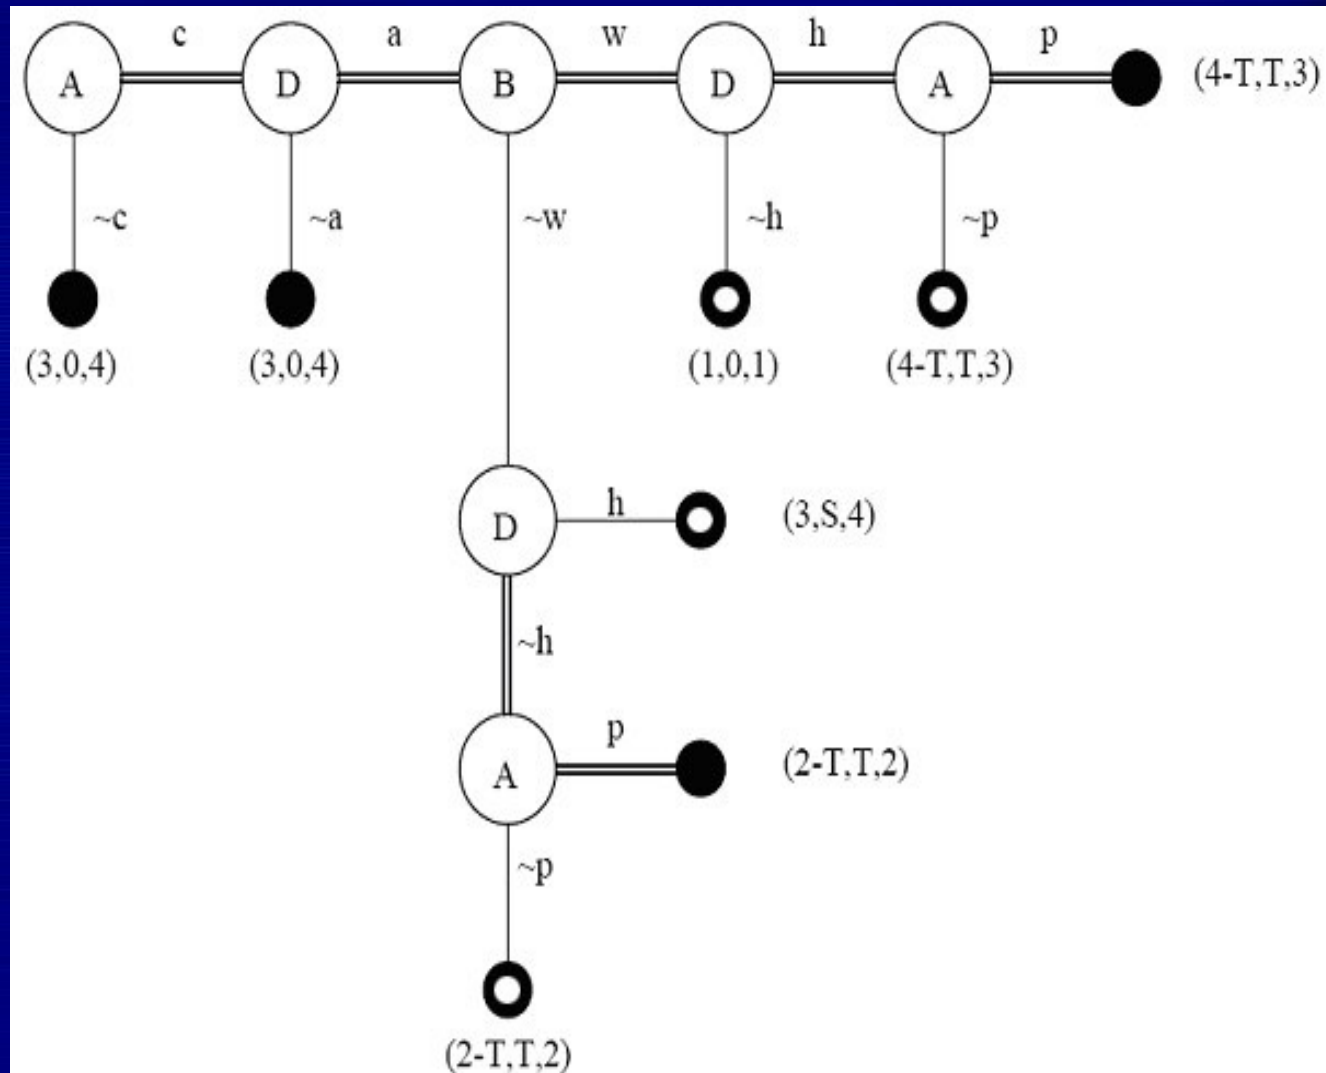 c a w h p
A D B D A (4-T,T,3)
~c ~a ~w ~h ~p
(3,0,4) (3,0,4) (1,0,1) (4-T,T,3)
D h (3,S,4)
~h
A p (2-T,T,2)
~p
(2-T,T,2)